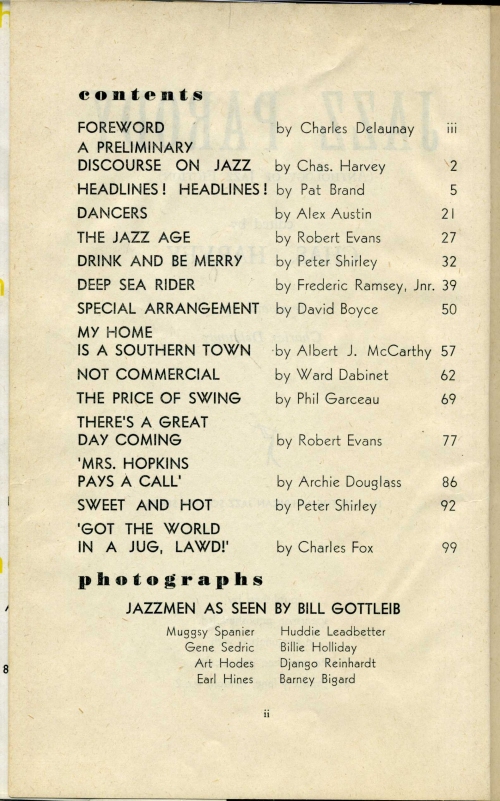 contents
FOREWORD by Charles Delaunay iii
A PRELIMINARY
DISCOURSE ON JAZZ by Chas. Harvey 2
HEADLINES! HEADLINES! by Pat Brand 5
DANCERS by Alex Austin 21
THE JAZZ AGE by Robert Evans 27
DRINK AND BE MERRY by Peter Shirley 32
DEEP SEA RIDER by Frederic Ramsey, Jnr. 39
SPECIAL ARRANGEMENT by David Boyce 50
MY HOME
IS A SOUTHERN TOWN by Albert J. McCarthy 57
NOT COMMERCIAL by Ward Dabinet 62
THE PRICE OF SWING by Phil Garceau 69
THERE'S A GREAT
DAY COMING by Robert Evans 77
'MRS. HOPKINS
PAYS A CALL' by Archie Douglass 86
SWEET AND HOT by Peter Shirley 92
'GOT THE WORLD
IN A JUG, LAWD!' by Charles Fox 99
photographs
JAZZMEN AS SEEN BY BILL GOTTLEIB
Muggsy Spanier Huddie Leadbetter
Gene Sedric Billie Holliday
Art Hodes Django Reinhardt
Earl Hines Barney Bigard
ii
8